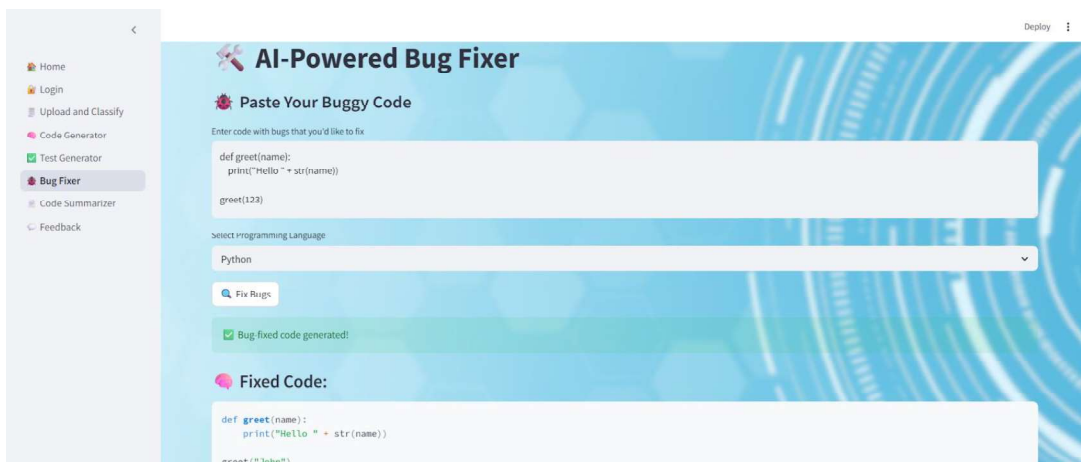 Deploy
Home
Login
Upload and Classify
Code Generator
Test Generator
Bug Fixer
Code Summarizer
Feedback
AI-Powered Bug Fixer
Paste Your Buggy Code
Enter code with bugs that you'd like to fix
def greet(name):
print("Hello " + str(name))
greet(123)
Select Programming Language
Python
Fix Bugs
Bug-fixed code generated!
Fixed Code:
def greet(name):
print("Hello " + str(name))
greet("John")